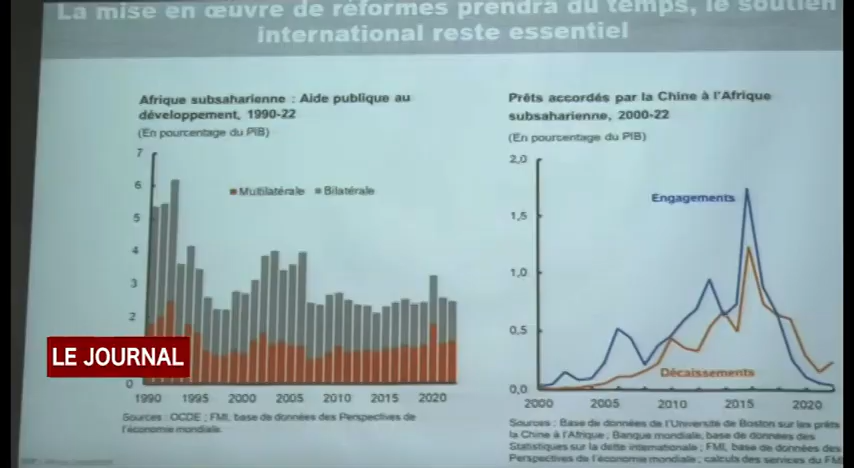 La mise en œuvre de réformes prendra du temps, le soutien
international reste essentiel
Afrique subsaharienne : Aide publique au
développement, 1990-22
(En pourcentage du PIB)
7
6
5
4
3
2
0
Multilatérale
Bilatérale
1990 1995 2000 2005 2010 2015 2020
Sources : OCDE ; FMI, base de données des Perspectives de
l'économie mondiale.
Prêts accordés par la Chine à l'Afrique
subsaharienne, 2000-22
(En pourcentage du PIB)
2,0
1,5
1,0
0,5
0,0
Engagements
Décaissements
2000 2005 2010 2015 2020
Sources : Base de données de l'Université de Boston sur les prêts
la Chine à l'Afrique ; Banque mondiale, base de données des
Statistiques sur la dette internationale ; FMI, base de données des
Perspectives de l'économie mondiale ; calculs des services du FMI
LE JOURNAL